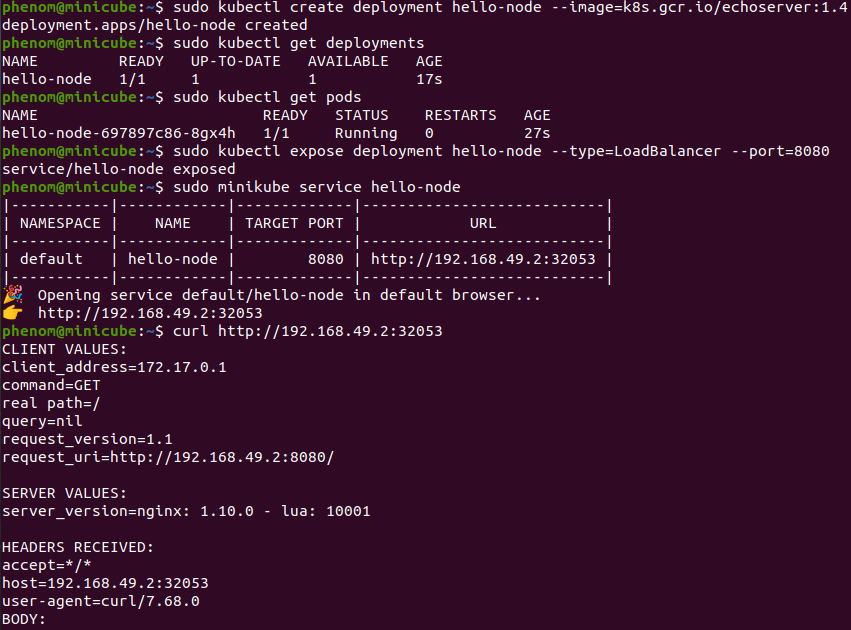 phenom@minicube:~$ sudo kubectl create deployment hello-node --image=k8s.gcr.io/echoserver:1.4
deployment.apps/hello-node created
phenom@minicube:~$ sudo kubectl get deployments
NAME         READY   UP-TO-DATE   AVAILABLE   AGE
hello-node   1/1     1            1           17s
phenom@minicube:~$ sudo kubectl get pods
NAME                         READY   STATUS    RESTARTS   AGE
hello-node-697897c86-8gx4h   1/1     Running   0          27s
phenom@minicube:~$ sudo kubectl expose deployment hello-node --type=LoadBalancer --port=8080
service/hello-node exposed
phenom@minicube:~$ sudo minikube service hello-node
|-----------|------------|-------------|---------------------------|
| NAMESPACE |    NAME    | TARGET PORT |            URL            |
|-----------|------------|-------------|---------------------------|
| default   | hello-node |        8080 | http://192.168.49.2:32053 |
|-----------|------------|-------------|---------------------------|
🎉  Opening service default/hello-node in default browser...
👉  http://192.168.49.2:32053
phenom@minicube:~$ curl http://192.168.49.2:32053
CLIENT VALUES:
client_address=172.17.0.1
command=GET
real path=/
query=nil
request_version=1.1
request_uri=http://192.168.49.2:8080/

SERVER VALUES:
server_version=nginx: 1.10.0 - lua: 10001

HEADERS RECEIVED:
accept=*/*
host=192.168.49.2:32053
user-agent=curl/7.68.0
BODY: